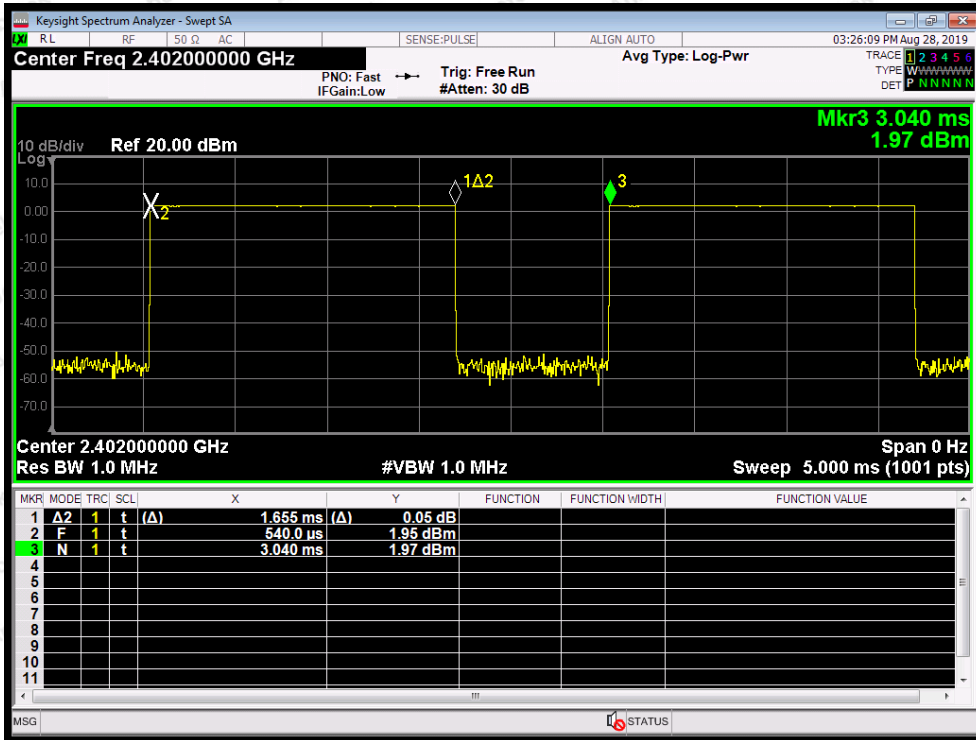 Keysight Spectrum Analyzer - Swept SA
LXI RL RF 50 Ω AC SENSE:PULSE ALIGN AUTO 03:26:09 PM Aug 28, 2019
Center Freq 2.402000000 GHz
Avg Type: Log-Pwr
TRACE 1 2 3 4 5 6
PNO: Fast Trig: Free Run
TYPE WWWWWW
IFGain:Low #Atten: 30 dB
DET P N N N N N
Mkr3 3.040 ms
10 dB/div Ref 20.00 dBm 1.97 dBm
Log
10.0
0.00
-10.0
-20.0
-30.0
-40.0
-50.0
-60.0
-70.0
X2
1Δ2
3
Center 2.402000000 GHz Span 0 Hz
Res BW 1.0 MHz #VBW 1.0 MHz Sweep 5.000 ms (1001 pts)
MKR MODE TRC SCL X Y FUNCTION FUNCTION WIDTH FUNCTION VALUE
1 Δ2 1 t (Δ) 1.655 ms (Δ) 0.05 dB
2 F 1 t 540.0 µs 1.95 dBm
3 N 1 t 3.040 ms 1.97 dBm
4
5
6
7
8
9
10
11
MSG STATUS